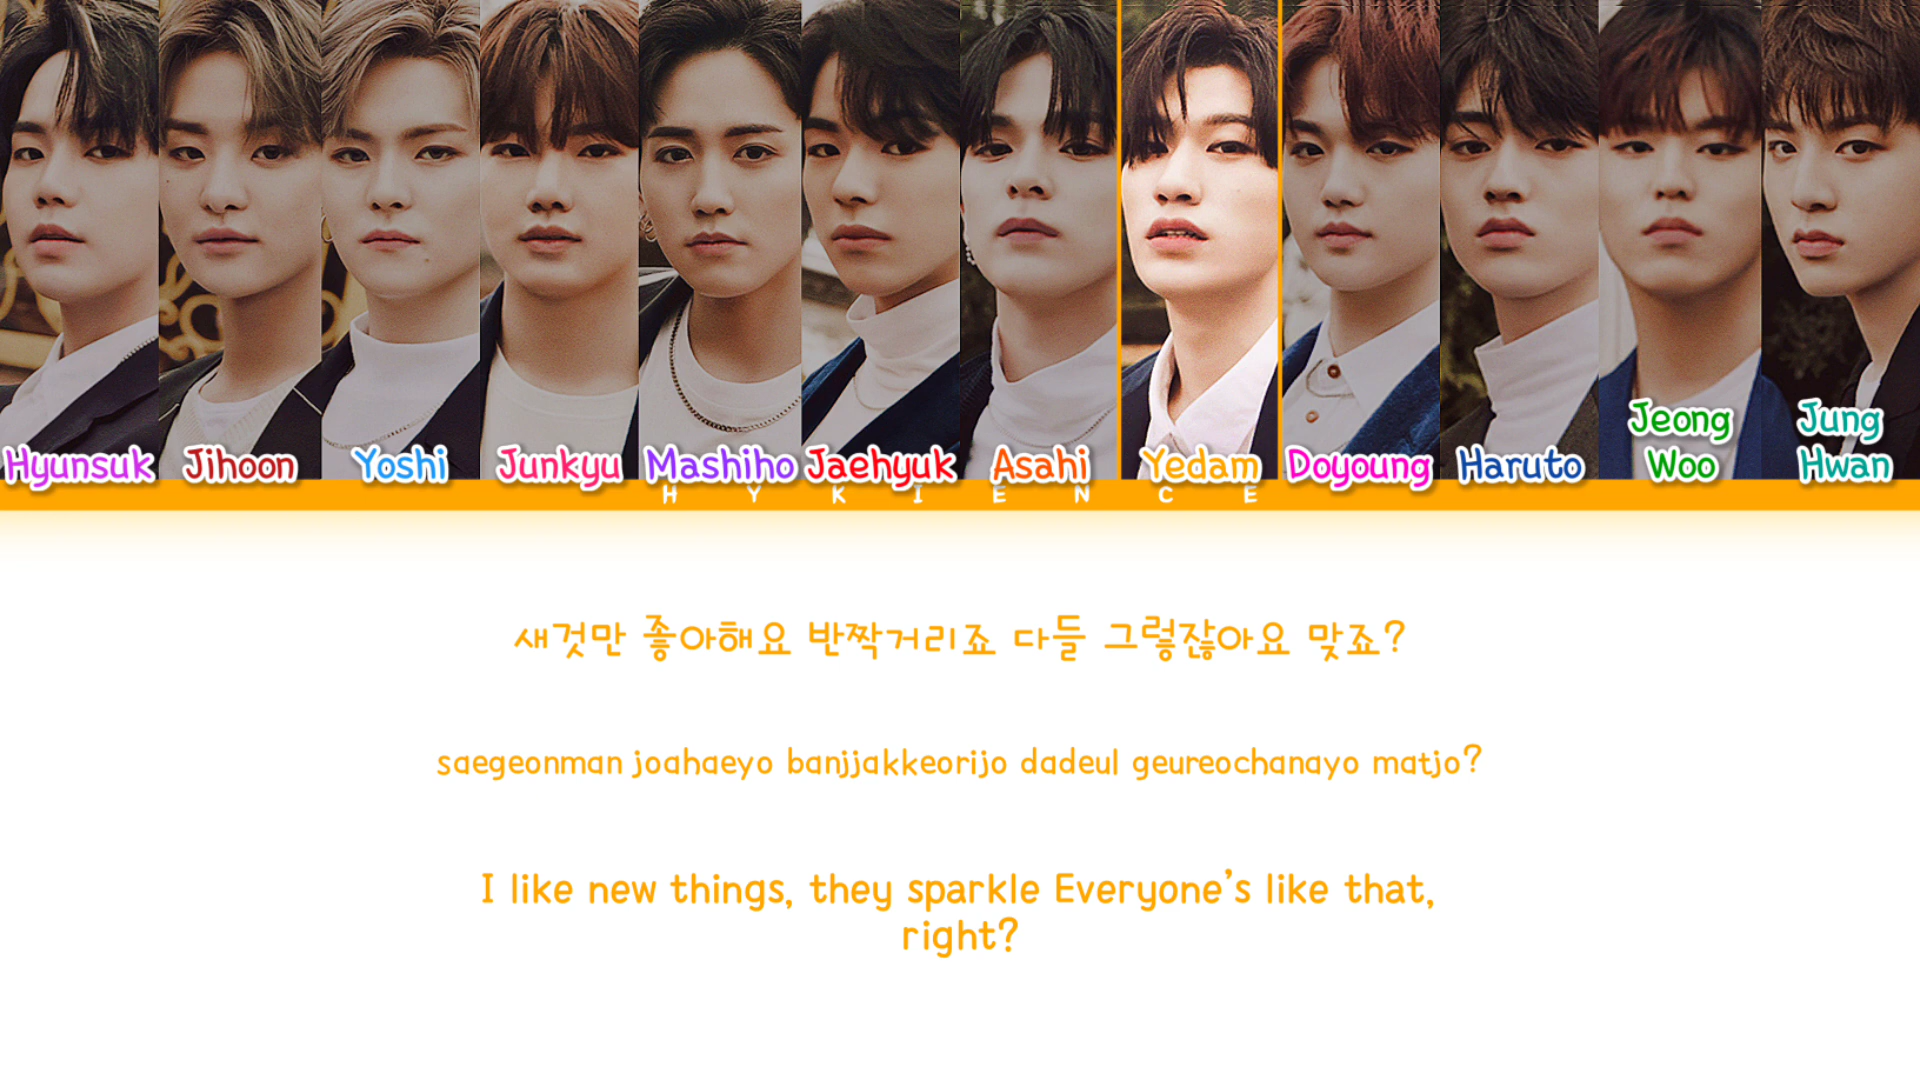 Hyunsuk Jihoon Yoshi Junkyu Mashiho Jaehyuk Asahi Yedam Doyoung Haruto Jeong Woo Jung Hwan
HYKIENCE
새것만 좋아해요 반짝거리죠 다들 그렇잖아요 맞죠?
saegeonman joahaeyo banjjakkeorijo dadeul geureochanayo matjo?
I like new things, they sparkle Everyone's like that,
right?